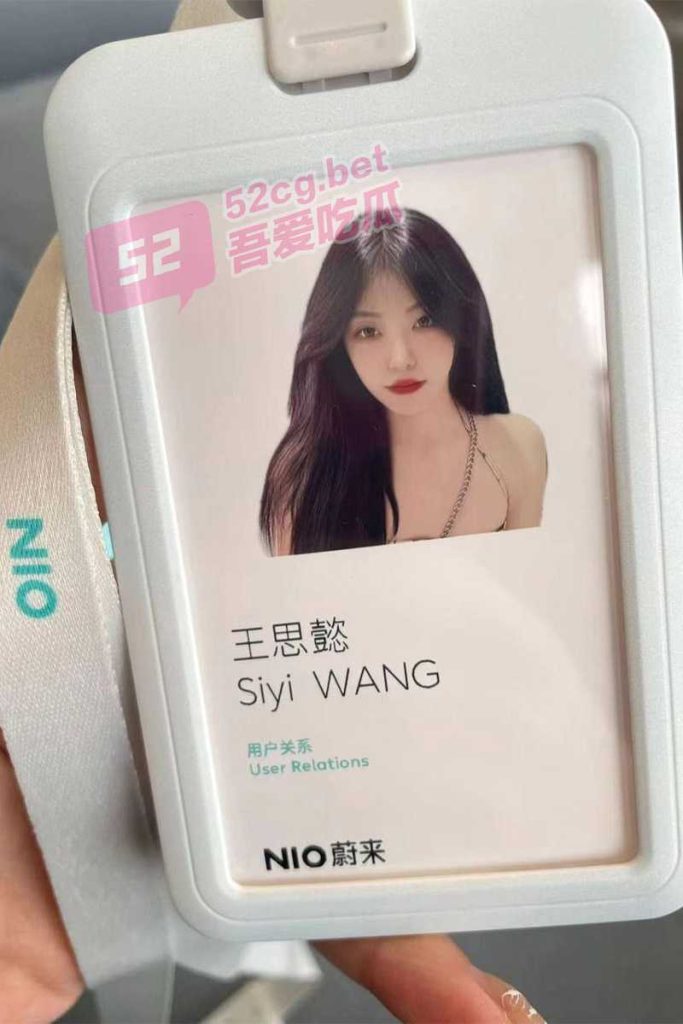 52cg.bet
52
吾爱吃瓜
NIO
王思懿
Siyi WANG
用户关系
User Relations
NIO蔚来